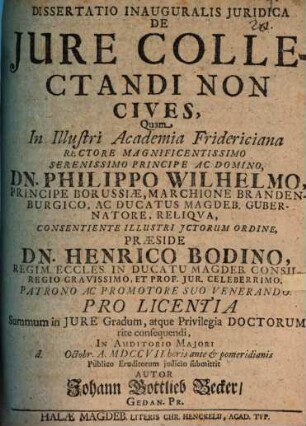 DISSERTATIO INAUGURALIS JURIDICA
DE
JURE COLLE-
CTANDI NON
CIVES,
Quam
In Illustri Academia Fridericiana
RECTORE MAGNIFICENTISSIMO
SERENISSIMO PRINCIPE AC DOMINO,
DN. PHILIPPO WILHELMO,
PRINCIPE BORUSSIÆ, MARCHIONE BRANDEN-
BURGICO, AC DUCATUS MAGDEB. GUBER-
NATORE, RELIQVA,
CONSENTIENTE ILLUSTRI JCTORUM ORDINE,
PRÆSIDE
DN. HENRICO BODINO,
REGIM. ECCLES. IN DUCATU MAGDEB. CONSIL-
REGIO GRAVISSIMO, ET PROF. JUR. CELEBERRIMO,
PATRONO AC PROMOTORE SUO VENERANDO
PRO LICENTIA
Summum in JURE Gradum, atque Privilegia DOCTORUM
rite consequendi,
IN AUDITORIO MAJORI
d. Octobr. A. MDCCVII horis ante & pomeridianis
Publico Eruditorum judicio submittit
AUTOR
Johann Gottlieb Becker,
GEDAN. PR.
HALÆ MAGDEB. LITERIS CHR. HENCKELII, ACAD. TYP.